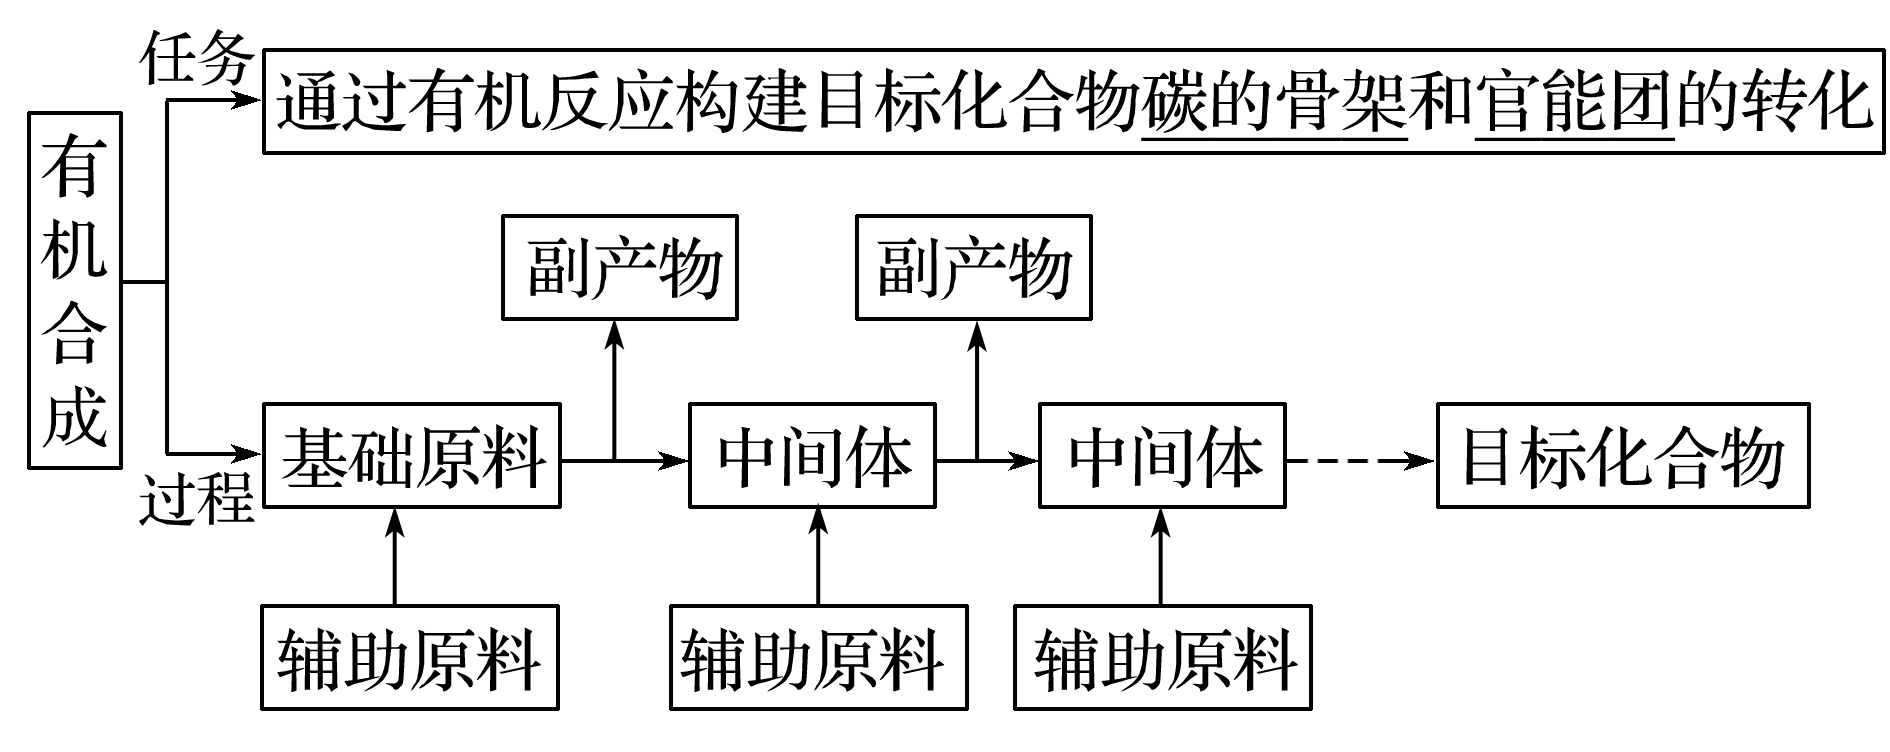 任务
通过有机反应构建目标化合物碳的骨架和官能团的转化
有机合成
副产物
副产物
基础原料
中间体
中间体
目标化合物
过程
辅助原料
辅助原料
辅助原料